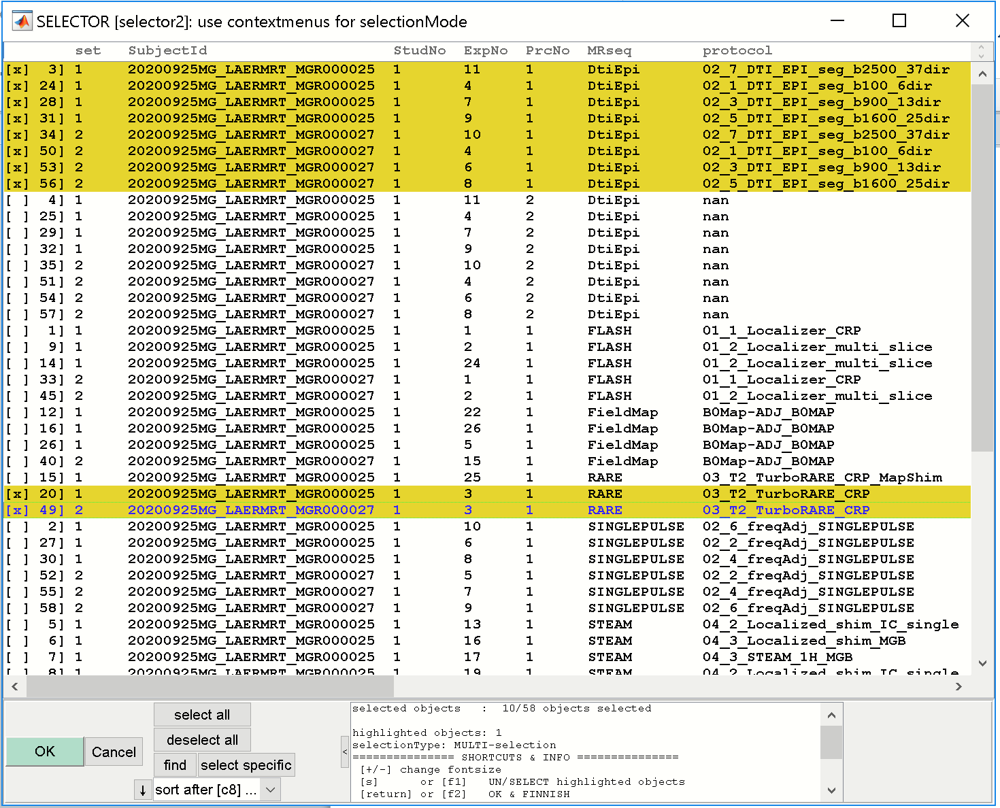 SELECTOR [selector2]: use contextmenus for selectionMode
set SubjectId StudNo ExpNo PrcNo MRseq protocol
[x] 3] 1 20200925MG_LAERMRT_MGR000025 1 11 1 DtiEpi 02_7_DTI_EPI_seg_b2500_37dir
[x] 24] 1 20200925MG_LAERMRT_MGR000025 1 4 1 DtiEpi 02_1_DTI_EPI_seg_b100_6dir
[x] 28] 1 20200925MG_LAERMRT_MGR000025 1 7 1 DtiEpi 02_3_DTI_EPI_seg_b900_13dir
[x] 31] 1 20200925MG_LAERMRT_MGR000025 1 9 1 DtiEpi 02_5_DTI_EPI_seg_b1600_25dir
[x] 34] 2 20200925MG_LAERMRT_MGR000027 1 10 1 DtiEpi 02_7_DTI_EPI_seg_b2500_37dir
[x] 50] 2 20200925MG_LAERMRT_MGR000027 1 4 1 DtiEpi 02_1_DTI_EPI_seg_b100_6dir
[x] 53] 2 20200925MG_LAERMRT_MGR000027 1 6 1 DtiEpi 02_3_DTI_EPI_seg_b900_13dir
[x] 56] 2 20200925MG_LAERMRT_MGR000027 1 8 1 DtiEpi 02_5_DTI_EPI_seg_b1600_25dir
[ ] 4] 1 20200925MG_LAERMRT_MGR000025 1 11 2 DtiEpi nan
[ ] 25] 1 20200925MG_LAERMRT_MGR000025 1 4 2 DtiEpi nan
[ ] 29] 1 20200925MG_LAERMRT_MGR000025 1 7 2 DtiEpi nan
[ ] 32] 1 20200925MG_LAERMRT_MGR000025 1 9 2 DtiEpi nan
[ ] 35] 2 20200925MG_LAERMRT_MGR000027 1 10 2 DtiEpi nan
[ ] 51] 2 20200925MG_LAERMRT_MGR000027 1 4 2 DtiEpi nan
[ ] 54] 2 20200925MG_LAERMRT_MGR000027 1 6 2 DtiEpi nan
[ ] 57] 2 20200925MG_LAERMRT_MGR000027 1 8 2 DtiEpi nan
[ ] 1] 1 20200925MG_LAERMRT_MGR000025 1 1 1 FLASH 01_1_Localizer_CRP
[ ] 9] 1 20200925MG_LAERMRT_MGR000025 1 2 1 FLASH 01_2_Localizer_multi_slice
[ ] 14] 1 20200925MG_LAERMRT_MGR000025 1 24 1 FLASH 01_2_Localizer_multi_slice
[ ] 33] 2 20200925MG_LAERMRT_MGR000027 1 1 1 FLASH 01_1_Localizer_CRP
[ ] 45] 2 20200925MG_LAERMRT_MGR000027 1 2 1 FLASH 01_2_Localizer_multi_slice
[ ] 12] 1 20200925MG_LAERMRT_MGR000025 1 22 1 FieldMap B0Map-ADJ_B0MAP
[ ] 16] 1 20200925MG_LAERMRT_MGR000025 1 26 1 FieldMap B0Map-ADJ_B0MAP
[ ] 26] 1 20200925MG_LAERMRT_MGR000025 1 5 1 FieldMap B0Map-ADJ_B0MAP
[ ] 40] 2 20200925MG_LAERMRT_MGR000027 1 15 1 FieldMap B0Map-ADJ_B0MAP
[ ] 15] 1 20200925MG_LAERMRT_MGR000025 1 25 1 RARE 03_T2_TurboRARE_CRP_MapShim
[x] 20] 1 20200925MG_LAERMRT_MGR000025 1 3 1 RARE 03_T2_TurboRARE_CRP
[x] 49] 2 20200925MG_LAERMRT_MGR000027 1 3 1 RARE 03_T2_TurboRARE_CRP
[ ] 2] 1 20200925MG_LAERMRT_MGR000025 1 10 1 SINGLEPULSE 02_6_freqAdj_SINGLEPULSE
[ ] 27] 1 20200925MG_LAERMRT_MGR000025 1 6 1 SINGLEPULSE 02_2_freqAdj_SINGLEPULSE
[ ] 30] 1 20200925MG_LAERMRT_MGR000025 1 8 1 SINGLEPULSE 02_4_freqAdj_SINGLEPULSE
[ ] 52] 2 20200925MG_LAERMRT_MGR000027 1 5 1 SINGLEPULSE 02_2_freqAdj_SINGLEPULSE
[ ] 55] 2 20200925MG_LAERMRT_MGR000027 1 7 1 SINGLEPULSE 02_4_freqAdj_SINGLEPULSE
[ ] 58] 2 20200925MG_LAERMRT_MGR000027 1 9 1 SINGLEPULSE 02_6_freqAdj_SINGLEPULSE
[ ] 5] 1 20200925MG_LAERMRT_MGR000025 1 13 1 STEAM 04_2_Localized_shim_IC_single
[ ] 6] 1 20200925MG_LAERMRT_MGR000025 1 16 1 STEAM 04_3_Localized_shim_MGB
[ ] 7] 1 20200925MG_LAERMRT_MGR000025 1 17 1 STEAM 04_3_STEAM_1H_MGB
[ ] 8] 1 20200925MG_LAERMRT_MGR000025 1 19 1 STEAM 04_2_Localized_shim_IC_single
select all
deselect all
OK Cancel
find select specific
↓ sort after [c8] ...
<
selected objects : 10/58 objects selected
highlighted objects: 1
selectionType: MULTI-selection
=============== SHORTCUTS & INFO ===============
[+/-] change fontsize
[s] or [f1] UN/SELECT highlighted objects
[return] or [f2] OK & FINNISH